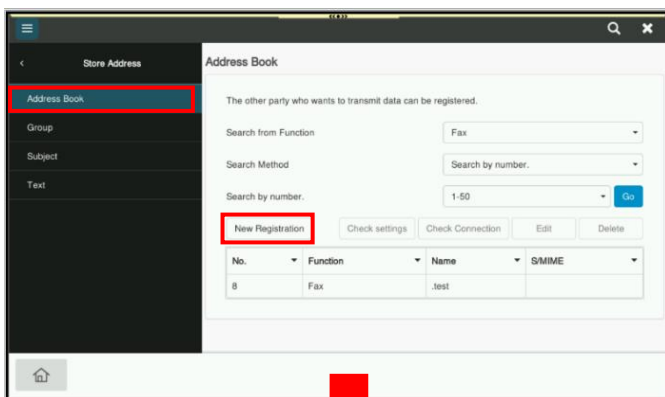 Store Address
Address Book
Group
Subject
Text
Address Book
The other party who wants to transmit data can be registered.
Search from Function Fax
Search Method Search by number.
Search by number. 1-50 Go
New Registration Check settings Check Connection Edit Delete
No. Function Name S/MIME
8 Fax .test